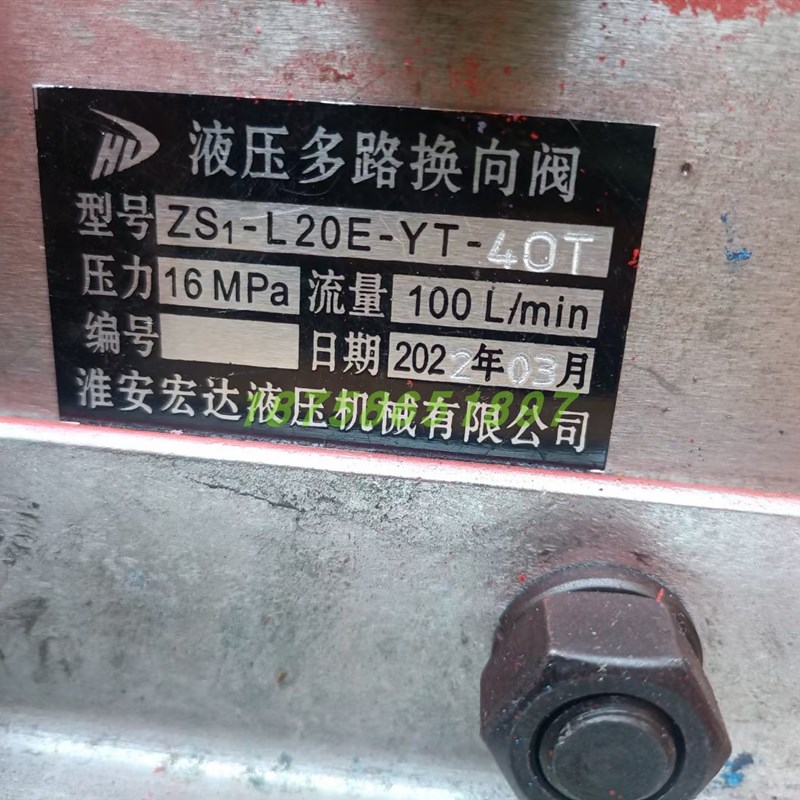 HD 液压多路换向阀
型号 ZS1-L20E-YT-40T
压力 16 MPa 流量 100 L/min
编号 日期 2022年03月
淮安宏达液压机械有限公司